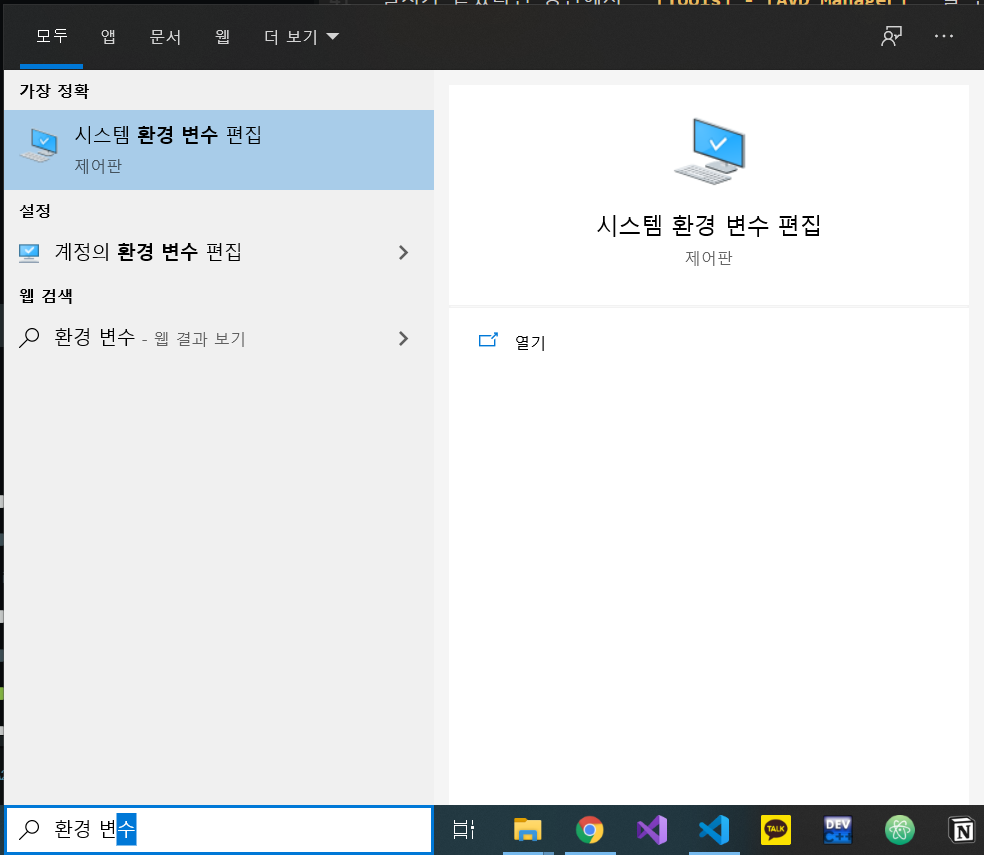 [Tools] - [AVD Manager]
모두 앱 문서 웹 더 보기
가장 정확
시스템 환경 변수 편집
제어판
설정
계정의 환경 변수 편집
웹 검색
환경 변수 - 웹 결과 보기
시스템 환경 변수 편집
제어판
열기
환경 변수
TALK
DEV
C++
N